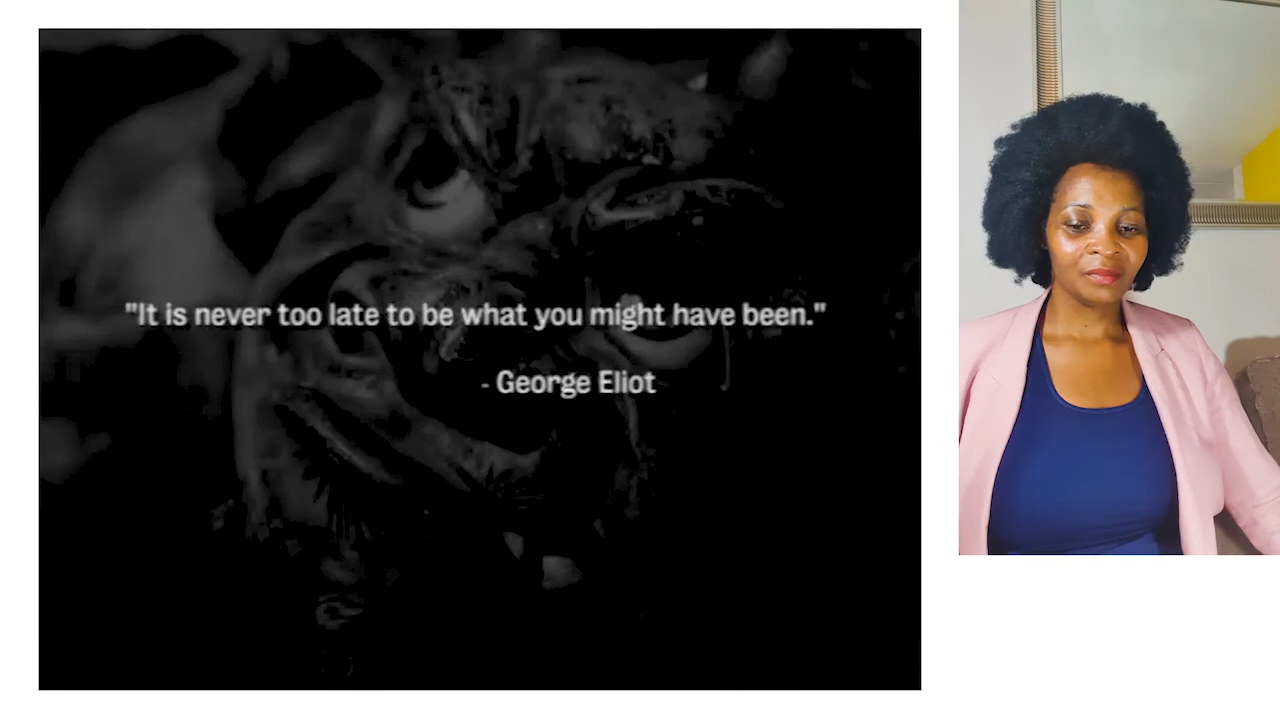 "It is never too late to be what you might have been."
- George Eliot